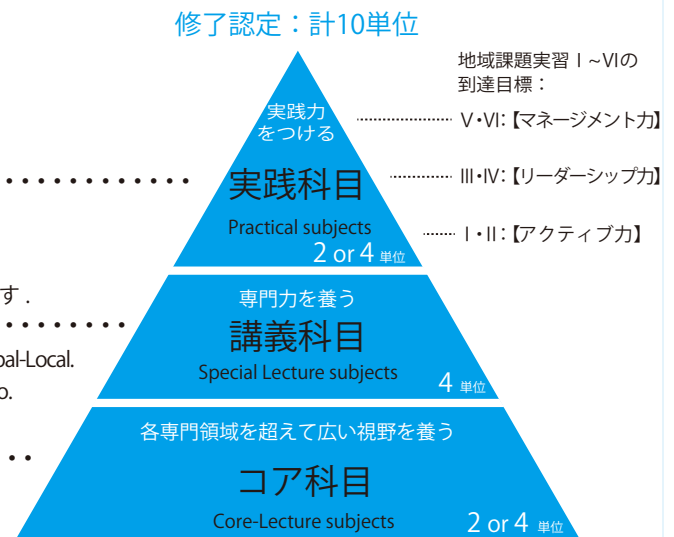 修了認定：計10単位
地域課題実習Ⅰ~Ⅵの
到達目標：
実践力
をつける
Ⅴ・Ⅵ：【マネージメント力】
実践科目
Ⅲ・Ⅳ：【リーダーシップ力】
Practical subjects
Ⅰ・Ⅱ：【アクティブ力】
2 or 4 単位
す .
専門力を養う
講義科目
bal-Local.
Special Lecture subjects
4 単位
o.
各専門領域を超えて広い視野を養う
コア科目
Core-Lecture subjects
2 or 4 単位